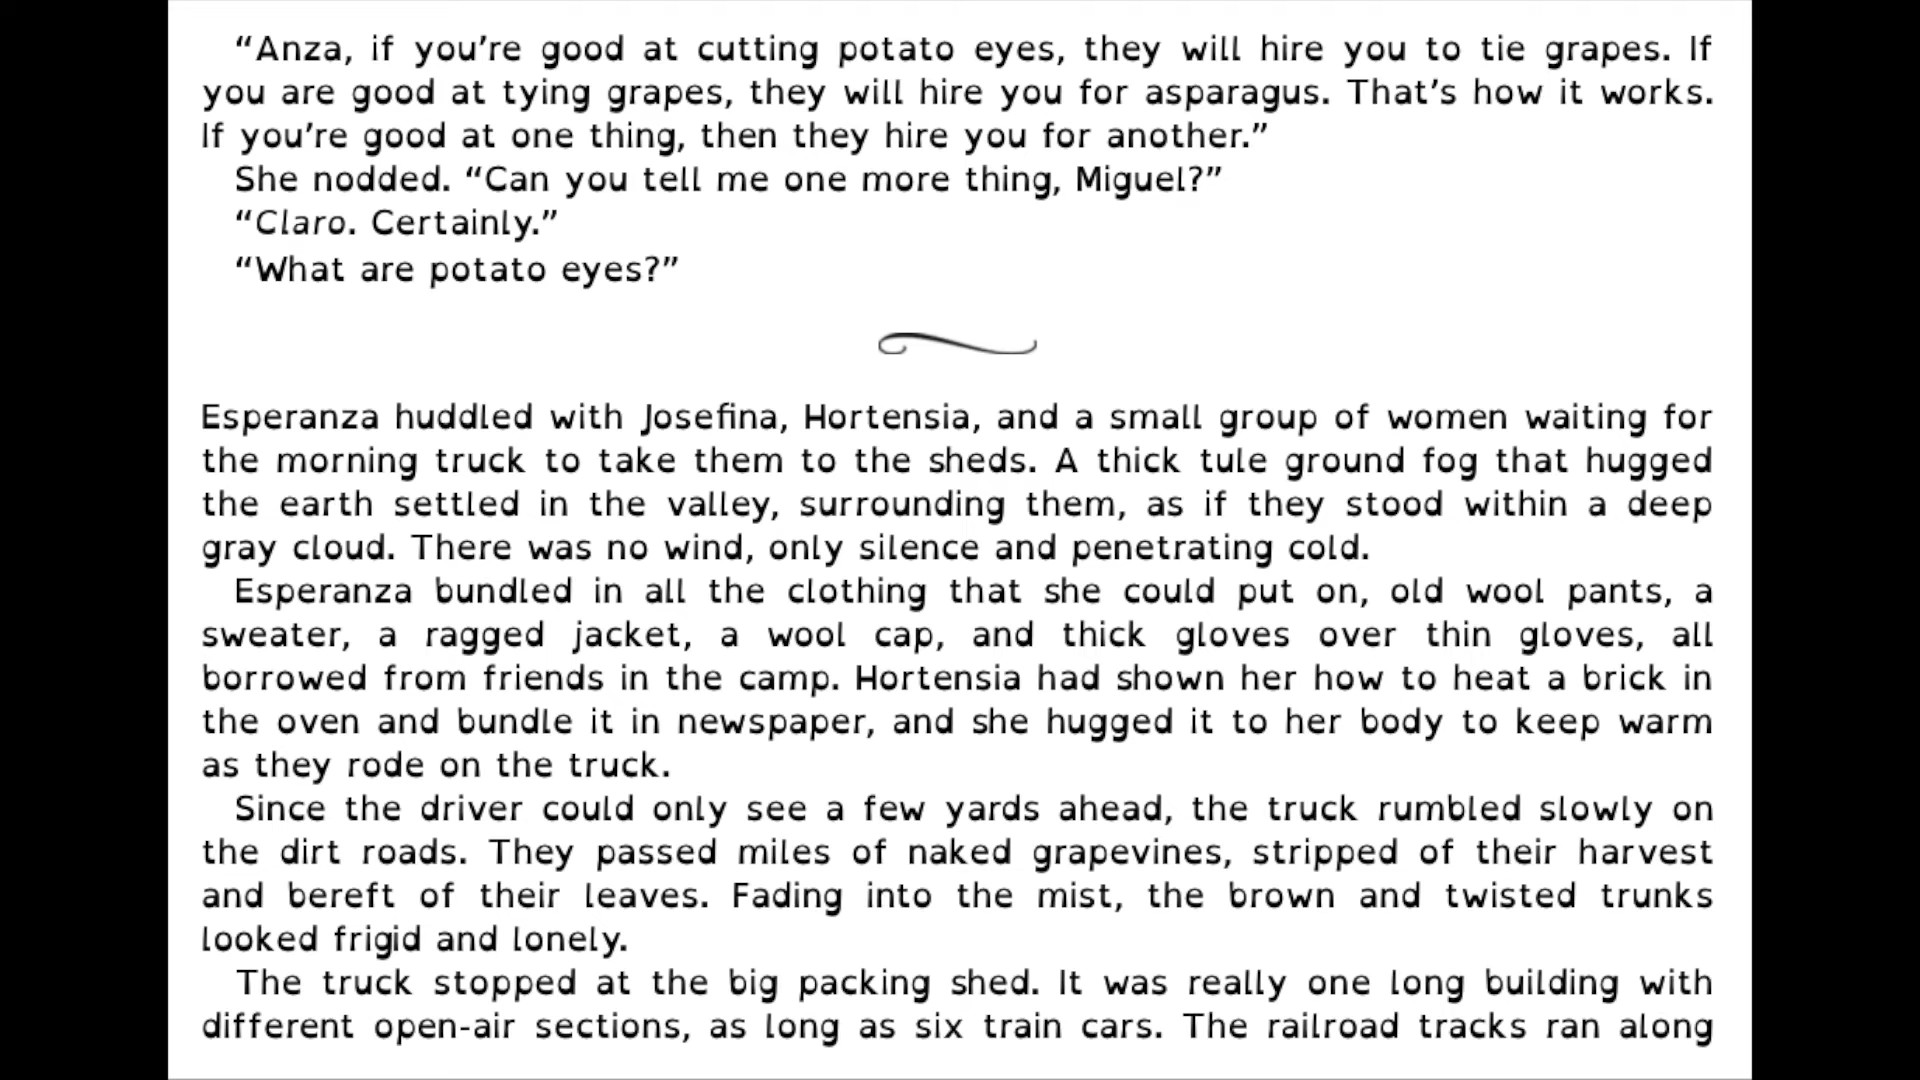 “Anza, if you’re good at cutting potato eyes, they will hire you to tie grapes. If
you are good at tying grapes, they will hire you for asparagus. That’s how it works.
If you’re good at one thing, then they hire you for another.”
She nodded. “Can you tell me one more thing, Miguel?”
“Claro. Certainly.”
“What are potato eyes?”
Esperanza huddled with Josefina, Hortensia, and a small group of women waiting for
the morning truck to take them to the sheds. A thick tule ground fog that hugged
the earth settled in the valley, surrounding them, as if they stood within a deep
gray cloud. There was no wind, only silence and penetrating cold.
Esperanza bundled in all the clothing that she could put on, old wool pants, a
sweater, a ragged jacket, a wool cap, and thick gloves over thin gloves, all
borrowed from friends in the camp. Hortensia had shown her how to heat a brick in
the oven and bundle it in newspaper, and she hugged it to her body to keep warm
as they rode on the truck.
Since the driver could only see a few yards ahead, the truck rumbled slowly on
the dirt roads. They passed miles of naked grapevines, stripped of their harvest
and bereft of their leaves. Fading into the mist, the brown and twisted trunks
looked frigid and lonely.
The truck stopped at the big packing shed. It was really one long building with
different open-air sections, as long as six train cars. The railroad tracks ran along